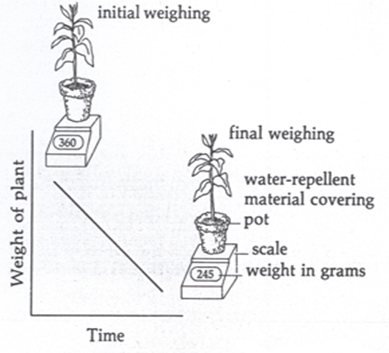 initial weighing
360
final weighing
water-repellent
material covering
pot
scale
245
weight in grams
Weight of plant
Time